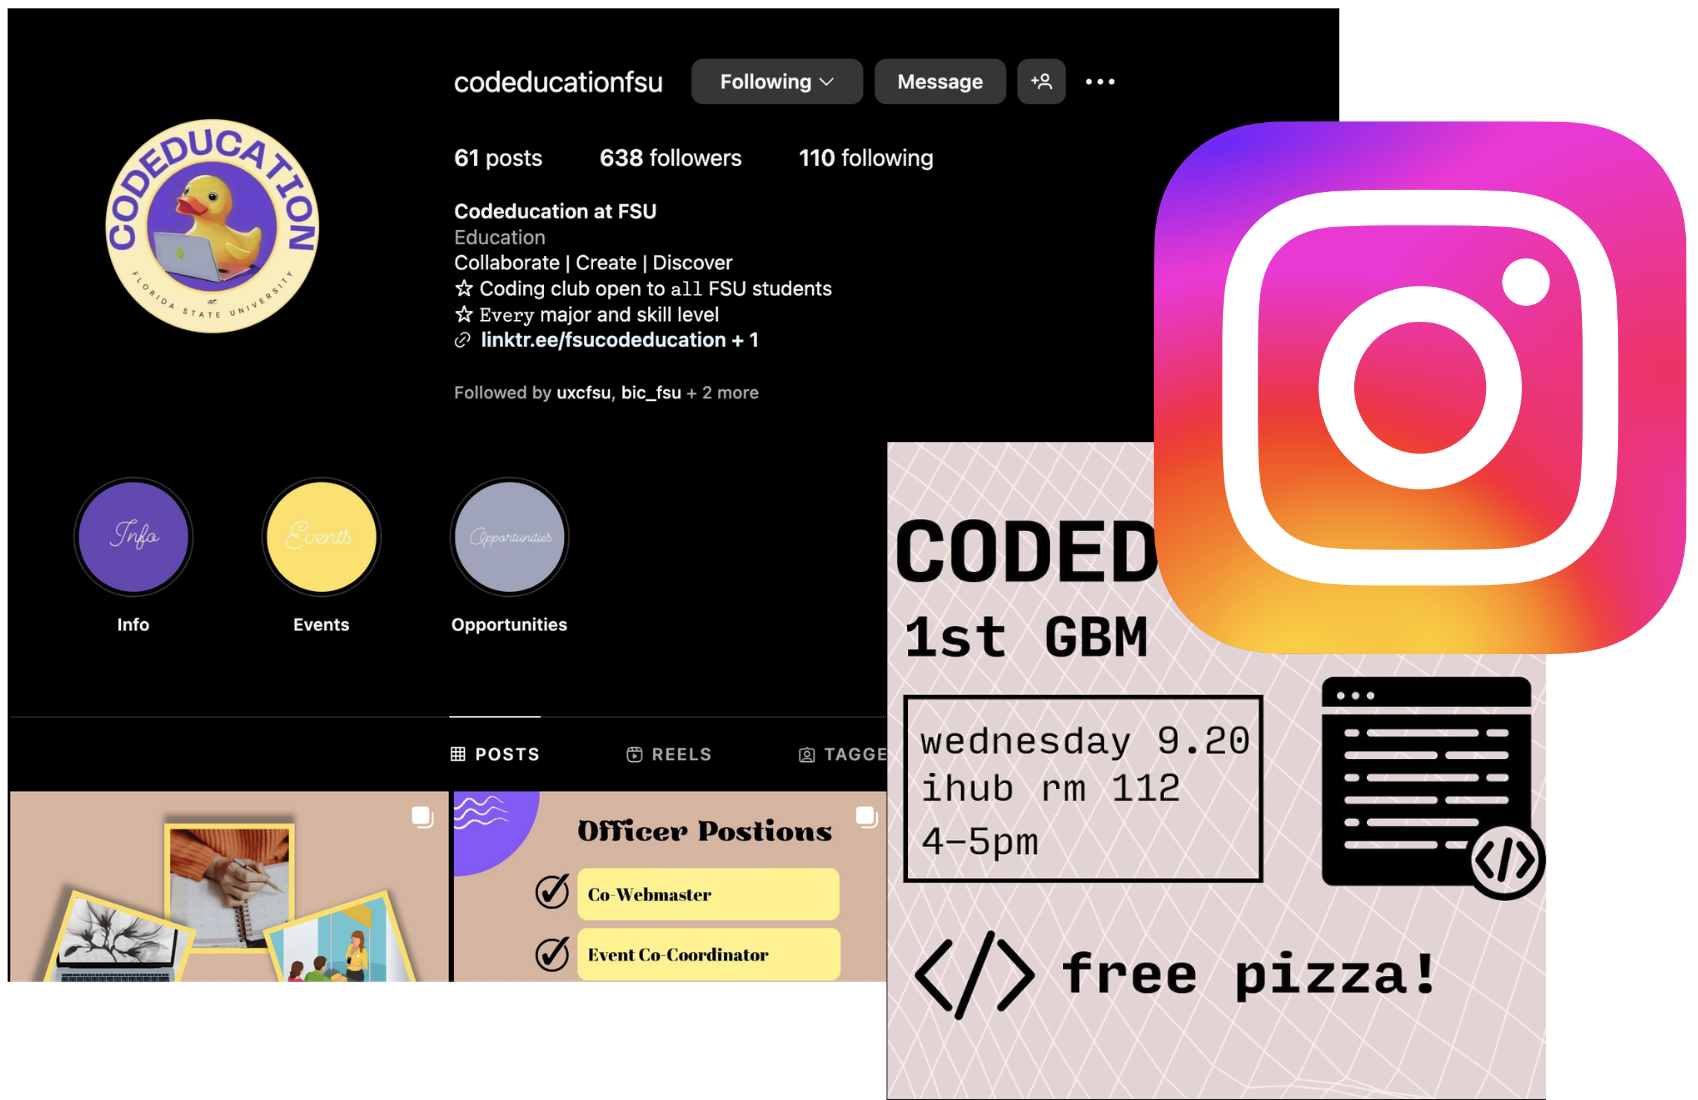 codeducationfsu
Following
Message
61 posts
638 followers
110 following
CODEDUCATION
at
FLORIDA STATE UNIVERSITY
Codeducation at FSU
Education
Collaborate | Create | Discover
☆ Coding club open to all FSU students
☆ Every major and skill level
linktr.ee/fsucodeducation + 1
Followed by uxcfsu, bic_fsu + 2 more
Info
Events
Opportunities
Info
Events
Opportunities
POSTS
REELS
TAGGE
Officer Postions
Co-Webmaster
Event Co-Coordinator
CODED
1st GBM
wednesday 9.20
ihub rm 112
4-5pm
</>
</> free pizza!